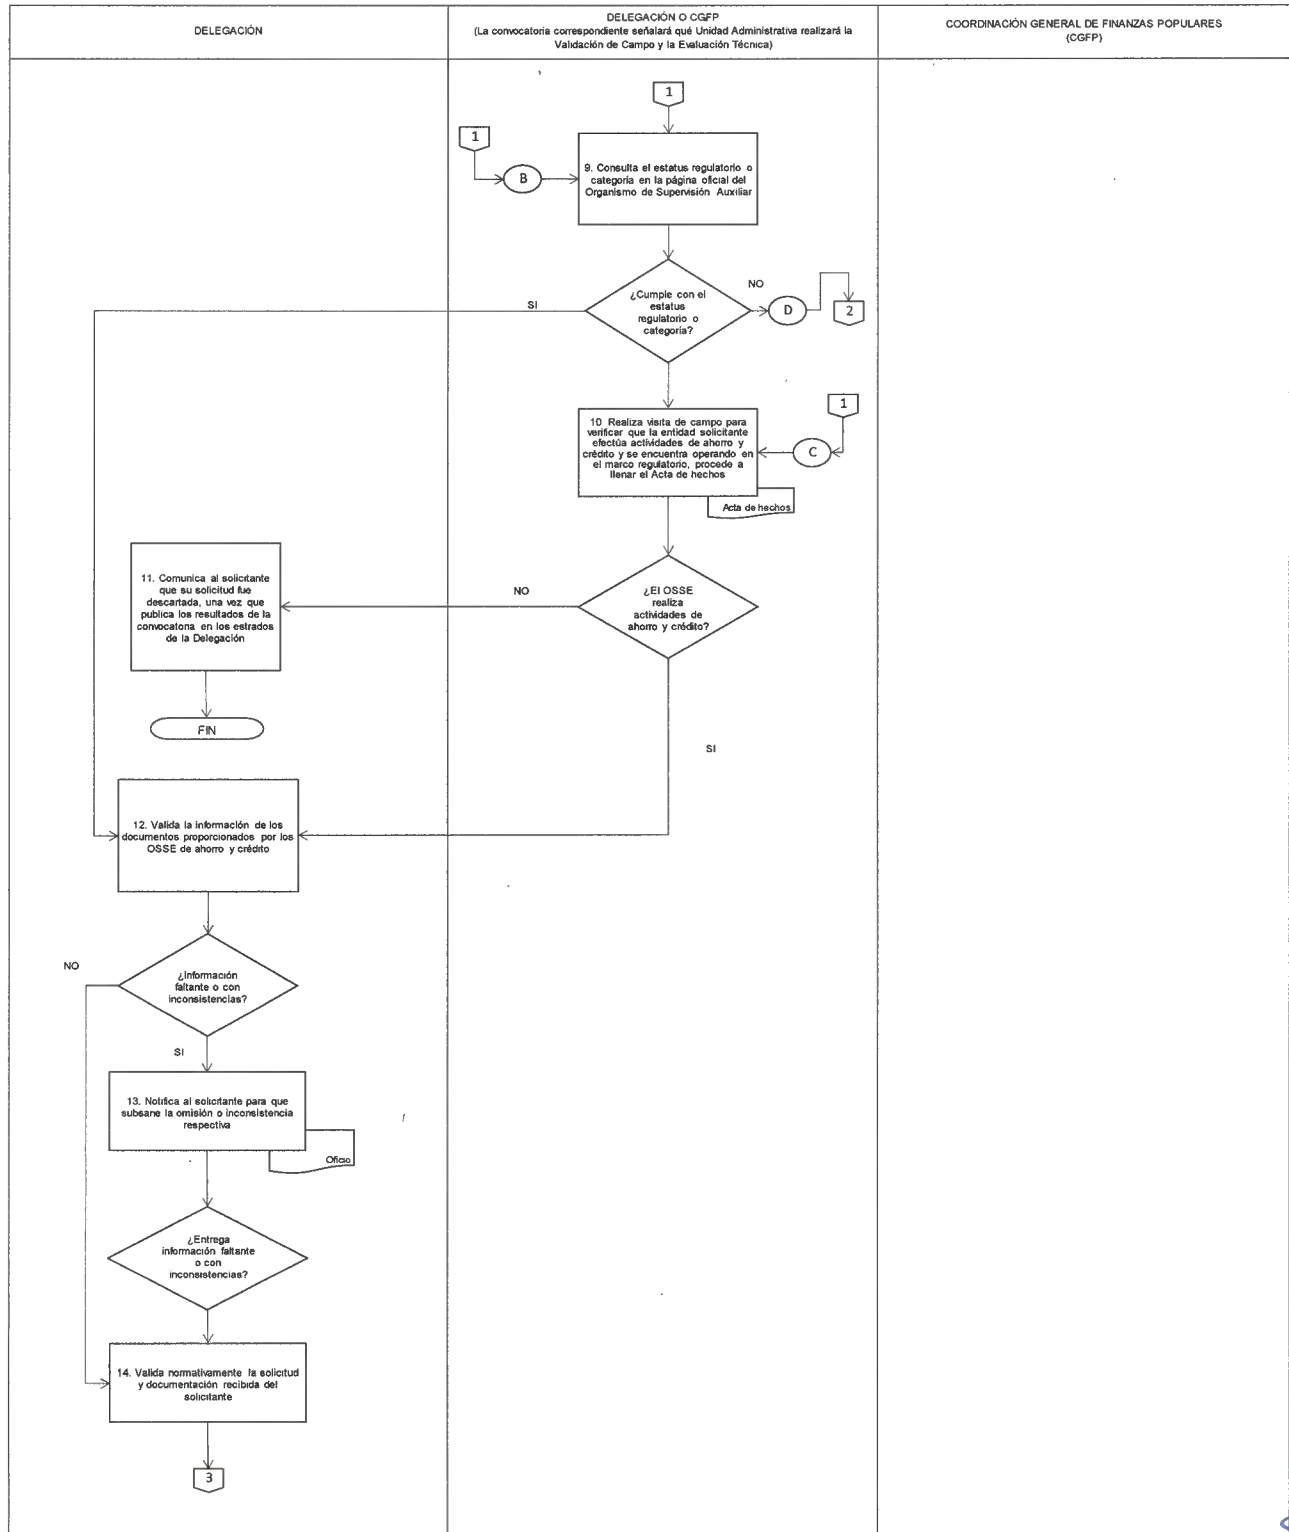 DELEGACIÓN
DELEGACIÓN O CGFP
(La convocatoria correspondiente señalará qué Unidad Administrativa realizará la
Validación de Campo y la Evaluación Técnica)
COORDINACIÓN GENERAL DE FINANZAS POPULARES
(CGFP)
1
1
B
9. Consulta el estatus regulatorio o
categoría en la página oficial del
Organismo de Supervisión Auxiliar
SI
¿Cumple con el
estatus
regulatorio o
categoría?
NO
D
2
1
10 Realiza visita de campo para
verificar que la entidad solicitante
efectúa actividades de ahorro y
crédito y se encuentra operando en
el marco regulatorio, procede a
llenar el Acta de hechos
C
Acta de hechos
11. Comunica al solicitante
que su solicitud fue
descartada, una vez que
publica los resultados de la
convocatoria en los estrados
de la Delegación
NO
¿El OSSE
realiza
actividades de
ahorro y crédito?
FIN
SI
12. Valida la información de los
documentos proporcionados por los
OSSE de ahorro y crédito
NO
¿Información
faltante o con
inconsistencias?
SI
13. Notifica al solicitante para que
subsane la omisión o inconsistencia
respectiva
Oficio
¿Entrega
información faltante
o con
inconsistencias?
14. Valida normativamente la solicitud
y documentación recibida del
solicitante
3